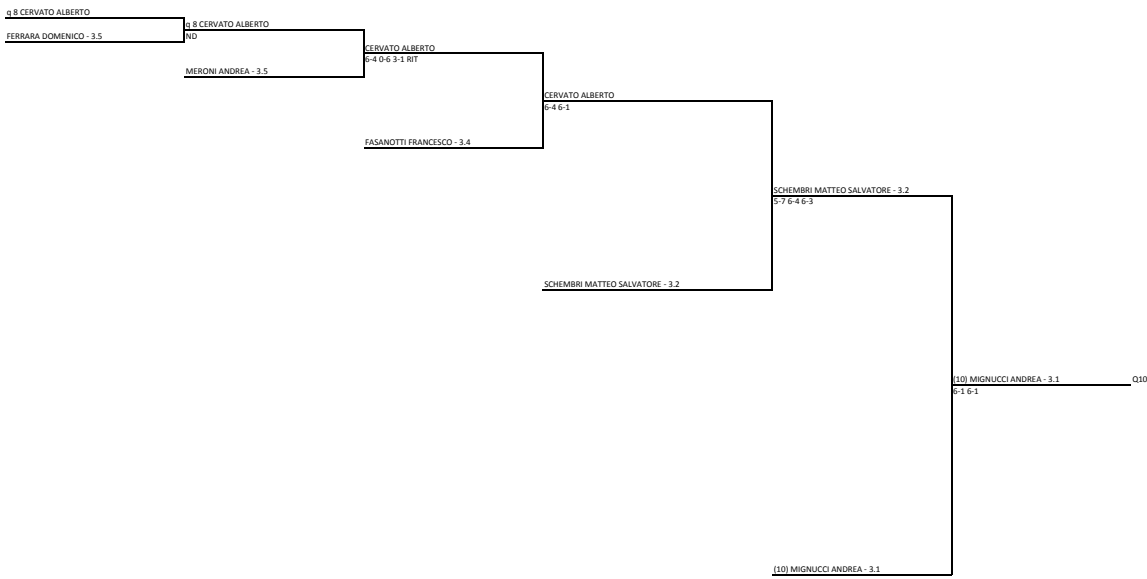 q 8 CERVATO ALBERTO
q 8 CERVATO ALBERTO
FERRARA DOMENICO - 3.5
ND
CERVATO ALBERTO
6-4 0-6 3-1 RIT
MERONI ANDREA - 3.5
CERVATO ALBERTO
6-4 6-1
FASANOTTI FRANCESCO - 3.4
SCHEMBRI MATTEO SALVATORE - 3.2
5-7 6-4 6-3
SCHEMBRI MATTEO SALVATORE - 3.2
(10) MIGNUCCI ANDREA - 3.1
Q10
6-1 6-1
(10) MIGNUCCI ANDREA - 3.1